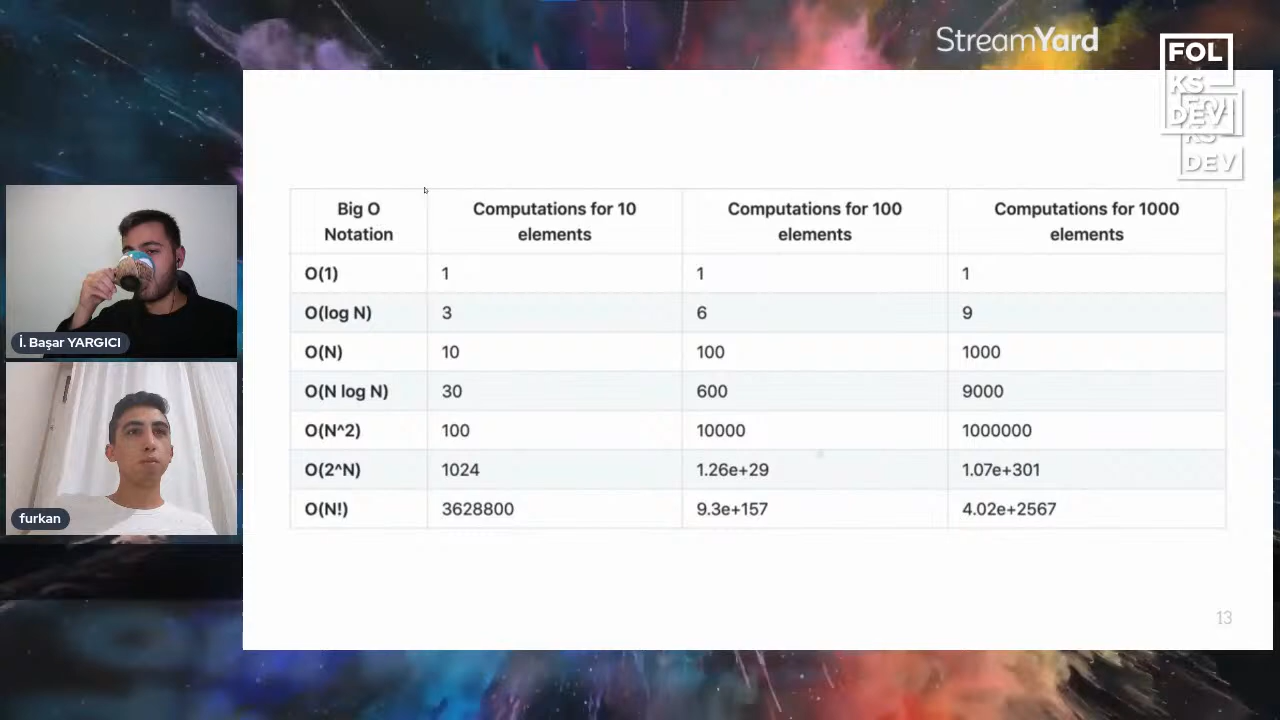 StreamYard
FOL
KS
DEV
KS
DEV
Big O Notation | Computations for 10 elements | Computations for 100 elements | Computations for 1000 elements
O(1) | 1 | 1 | 1
O(log N) | 3 | 6 | 9
O(N) | 10 | 100 | 1000
O(N log N) | 30 | 600 | 9000
O(N^2) | 100 | 10000 | 1000000
O(2^N) | 1024 | 1.26e+29 | 1.07e+301
O(N!) | 3628800 | 9.3e+157 | 4.02e+2567
İ. Başar YARGICI
furkan
13